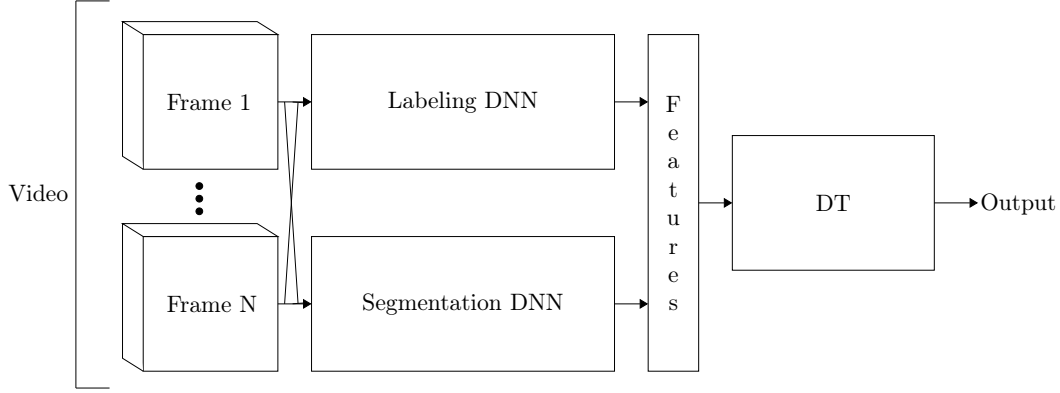 Video
Frame 1
Frame N
Labeling DNN
Segmentation DNN
F
e
a
t
u
r
e
s
DT
Output